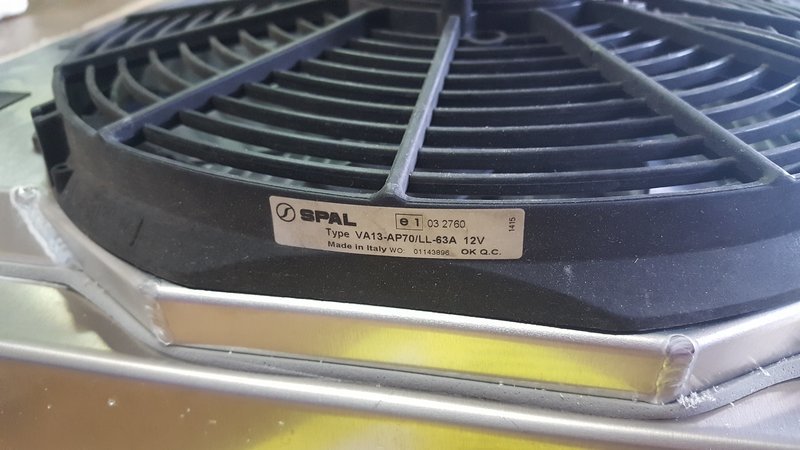 SPAL e 1 03 2760
Type VA13-AP70/LL-63A 12V
Made in Italy WO: 01143896 OK Q.C.
1415